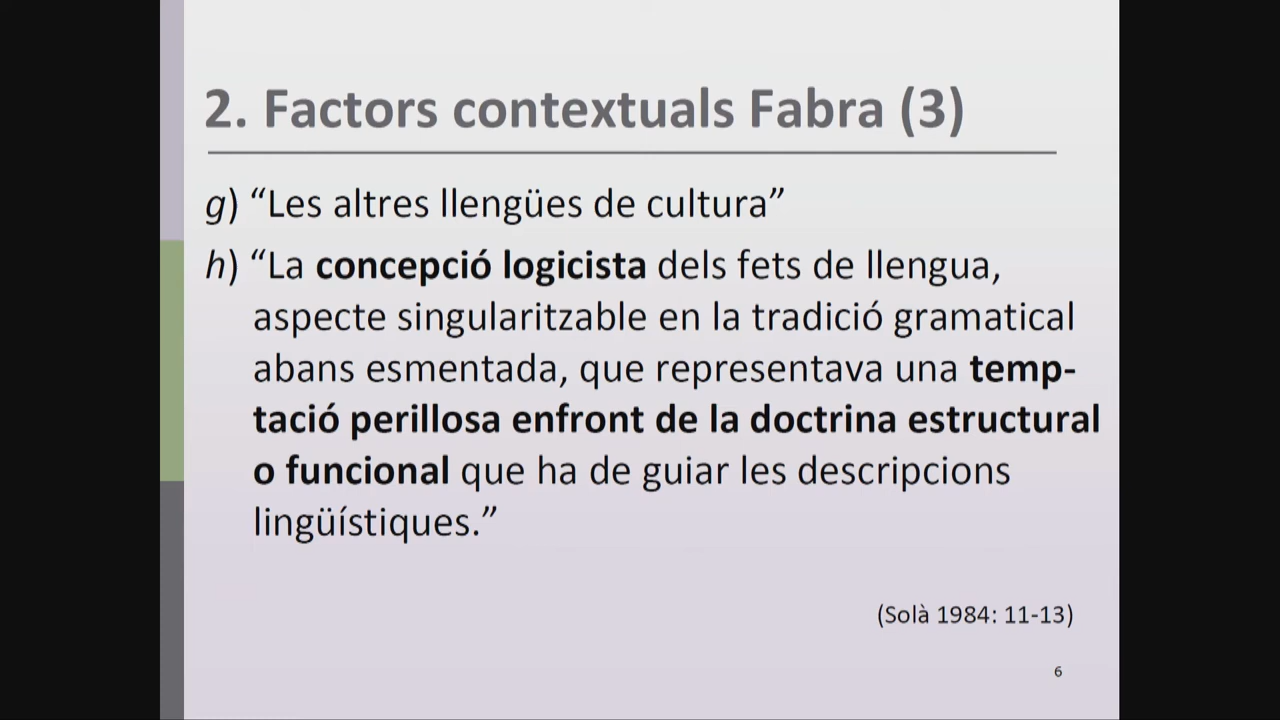 2. Factors contextuals Fabra (3)
g) “Les altres llengües de cultura”
h) “La concepció logicista dels fets de llengua,
aspecte singularitzable en la tradició gramatical
abans esmentada, que representava una temp-
tació perillosa enfront de la doctrina estructural
o funcional que ha de guiar les descripcions
lingüístiques.”
(Solà 1984: 11-13)
6